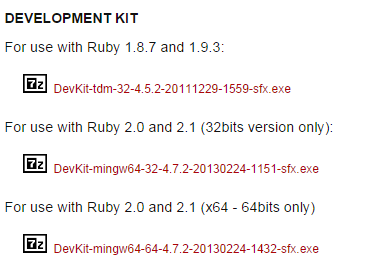 DEVELOPMENT KIT
For use with Ruby 1.8.7 and 1.9.3:
7z DevKit-tdm-32-4.5.2-20111229-1559-sfx.exe
For use with Ruby 2.0 and 2.1 (32bits version only):
7z DevKit-mingw64-32-4.7.2-20130224-1151-sfx.exe
For use with Ruby 2.0 and 2.1 (x64 - 64bits only)
7z DevKit-mingw64-64-4.7.2-20130224-1432-sfx.exe